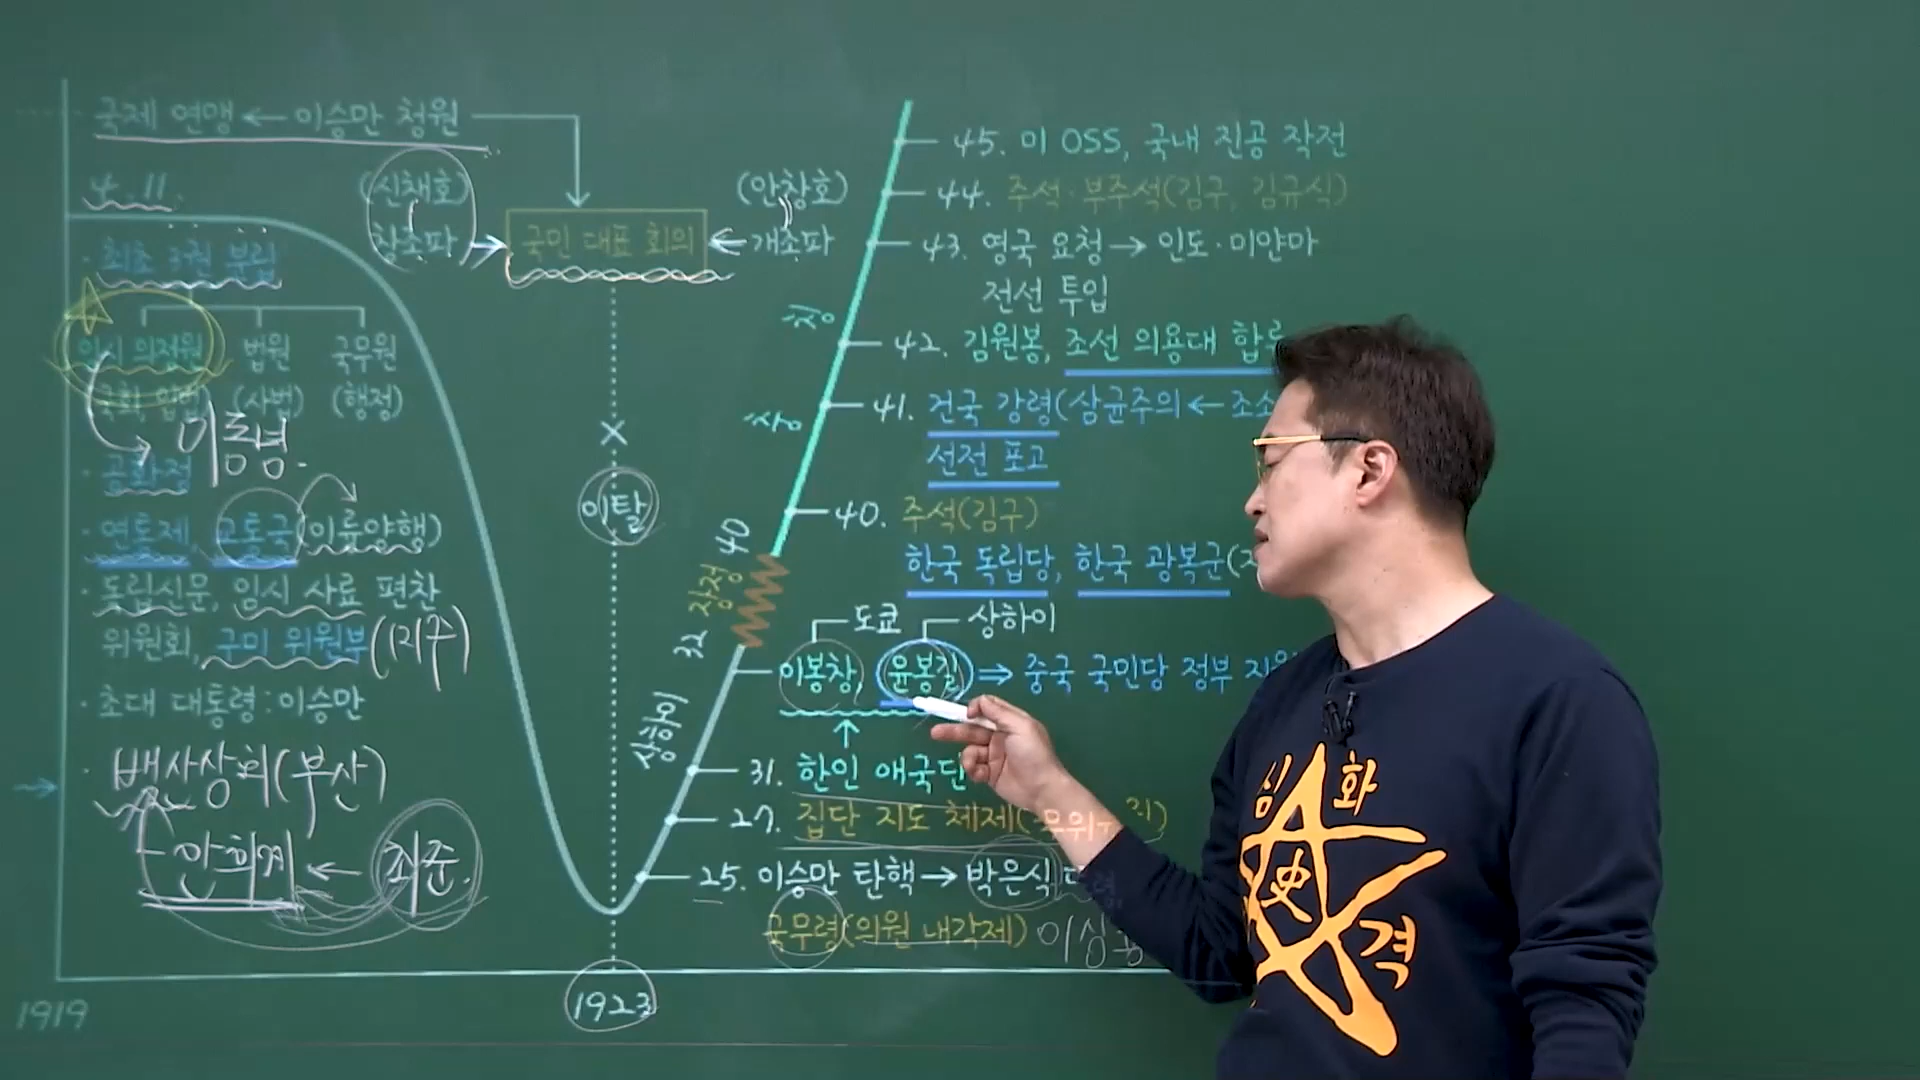 국제 연맹 ← 이승만 청원
4. 11.
(신채호)
창조파 → 국민 대표 회의 ← 개조파
(안창호)
· 최초 3권 분립
임시 의정원 법원 국무원
국회, 입법 (사법) (행정)
이동녕.
· 공화정
· 연통제, 교통국(이륭양행)
· 독립신문, 임시 사료 편찬
위원회, 구미 위원부 (미주)
· 초대 대통령 : 이승만
· 백산상회(부산)
안희제 ← 최준.
1919
×
이탈
1923
45. 미 OSS, 국내 진공 작전
44. 주석·부주석(김구, 김규식)
43. 영국 요청 → 인도·미얀마
전선 투입
42. 김원봉, 조선 의용대
41. 건국 강령(삼균주의 ←
선전 포고
40. 주석(김구)
한국 독립당, 한국 광복군(
도쿄 상하이
이봉창, 윤봉길 ⇒ 중국 국민당 정부
↑
31. 한인 애국단
27. 집단 지도 체제(
25. 이승만 탄핵 → 박은식
국무령(의원 내각제)
상하이
32 장정 40
심화
史
격